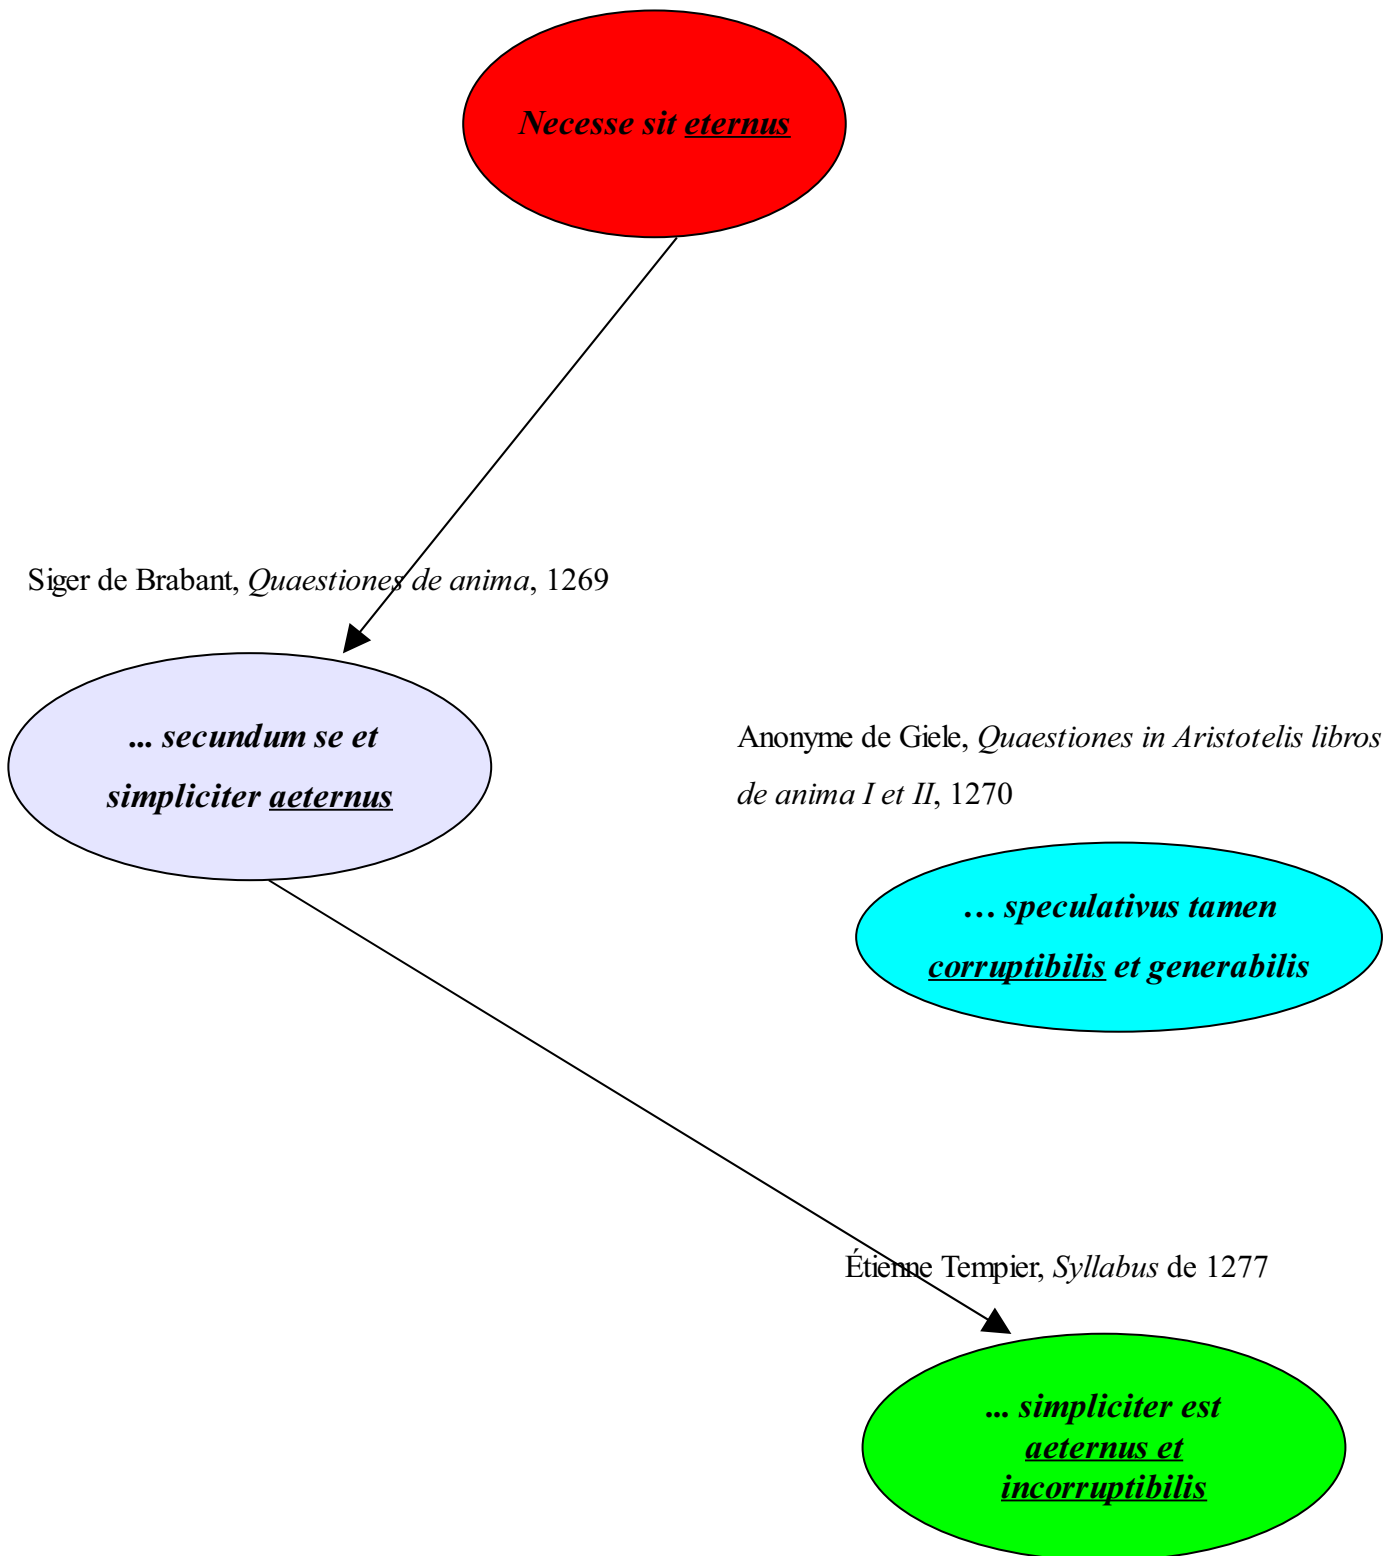 Necesse sit eternus
Siger de Brabant, Quaestiones de anima, 1269
... secundum se et
simpliciter aeternus
Anonyme de Giele, Quaestiones in Aristotelis libros
de anima I et II, 1270
… speculativus tamen
corruptibilis et generabilis
Étienne Tempier, Syllabus de 1277
... simpliciter est
aeternus et
incorruptibilis